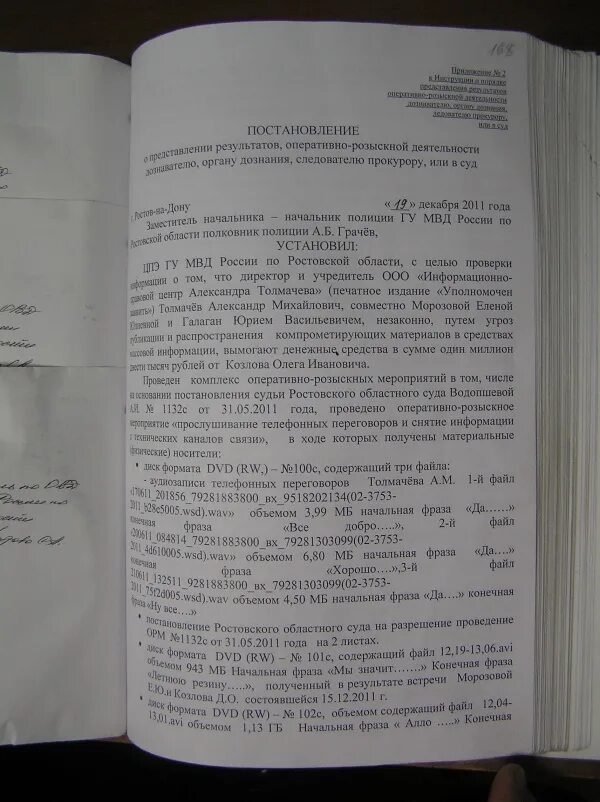 168
Приложение № 2
к Инструкции о порядке
представления результатов
оперативно-розыскной деятельности
дознавателю, органу дознания,
ледователю прокурору,
или в суд
ПОСТАНОВЛЕНИЕ
о представлении результатов, оперативно-розыскной деятельности
дознавателю, органу дознания, следователю прокурору, или в суд
г. Ростов-на-Дону « 19 » декабря 2011 года
Заместитель начальника – начальник полиции ГУ МВД России по
Ростовской области полковник полиции А.Б. Грачёв,
УСТАНОВИЛ:
ЦПЭ ГУ МВД России по Ростовской области, с целью проверки
информации о том, что директор и учредитель ООО «Информационно-
правовой центр Александра Толмачева» (печатное издание «Уполномочен
заявить») Толмачёв Александр Михайлович, совместно Морозовой Еленой
Юрьевной и Галаган Юрием Васильевичем, незаконно, путем угроз
публикации и распространения компрометирующих материалов в средствах
массовой информации, вымогают денежные средства в сумме один миллион
двести тысяч рублей от Козлова Олега Ивановича.
Проведен комплекс оперативно-розыскных мероприятий в том, числе
на основании постановления судьи Ростовского областного суда Водопшевой
А.И. № 1132с от 31.05.2011 года, проведено оперативно-розыскное
мероприятие «прослушивание телефонных переговоров и снятие информации
с технических каналов связи», в ходе которых получены материальные
(физические) носители:
• диск формата DVD (RW,) – №100с, содержащий три файла:
- аудиозаписи телефонных переговоров Толмачёва А.М. 1-й файл
«170611_201856_79281883800_вх_9518202134(02-3753-
2011_b28e5005.wsd).wav» объемом 3,99 МБ начальная фраза «Да……»
конечная фраза «Все добро…..», 2-й файл
«200611_084814_79281883800_вх_79281303099(02-3753-
2011_4d610005.wsd).wav» объемом 6,80 МБ начальная фраза «Да….»
конечная фраза «Хорошо….»,3-й файл
«210611_132511_9281883800_вх_79281303099(02-3753-
2011_75f2d005.wsd).wav объемом 4,50 МБ начальная фраза «Да….» конечная
фраза «Ну все….»
• постановление Ростовского областного суда на разрешение проведение
ОРМ №1132с от 31.05.2011 года на 2 листах.
• диск формата DVD (RW) – № 101с, содержащий файл 12,19-13,06.avi
объемом 943 МБ Начальная фраза «Мы значит…….» Конечная фраза
«Летнюю резину…..», полученный в результате встречи Морозовой
Е.Ю.и Козлова Д.О. состоявшейся 15.12.2011 г.
• диск формата DVD (RW) – № 102с, объемом содержащий файл 12,04-
13,01.avi объемом 1,13 ГБ Начальная фраза « Алло …..» Конечная